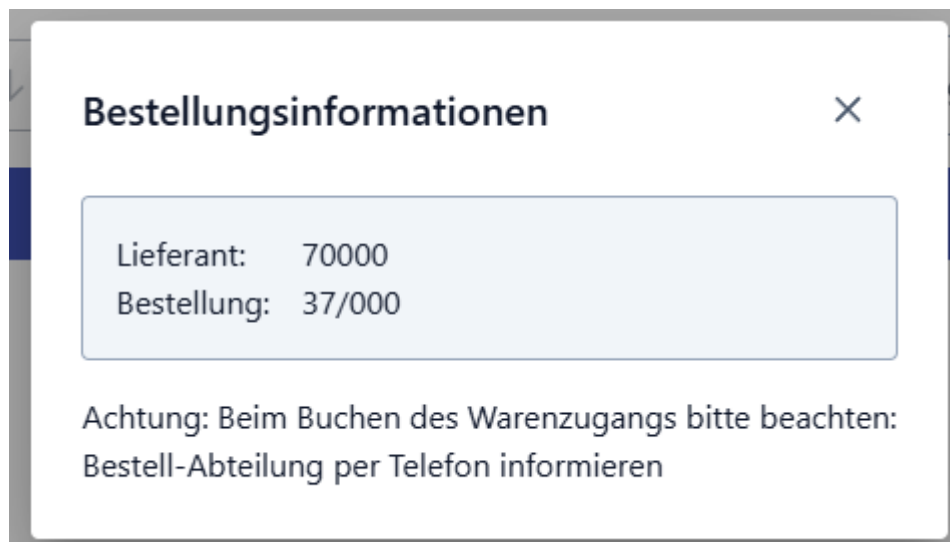 Bestellungsinformationen
Lieferant: 70000
Bestellung: 37/000
Achtung: Beim Buchen des Warenzugangs bitte beachten:
Bestell-Abteilung per Telefon informieren